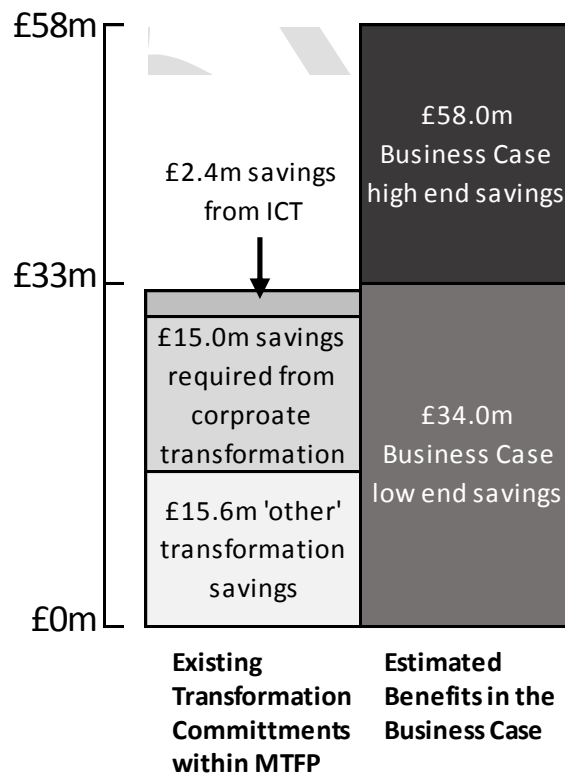 £58m
£33m
£0m
£2.4m savings
from ICT
£15.0m savings
required from
corproate
transformation
£15.6m 'other'
transformation
savings
£58.0m
Business Case
high end savings
£34.0m
Business Case
low end savings
Existing
Transformation
Committments
within MTFP
Estimated
Benefits in the
Business Case